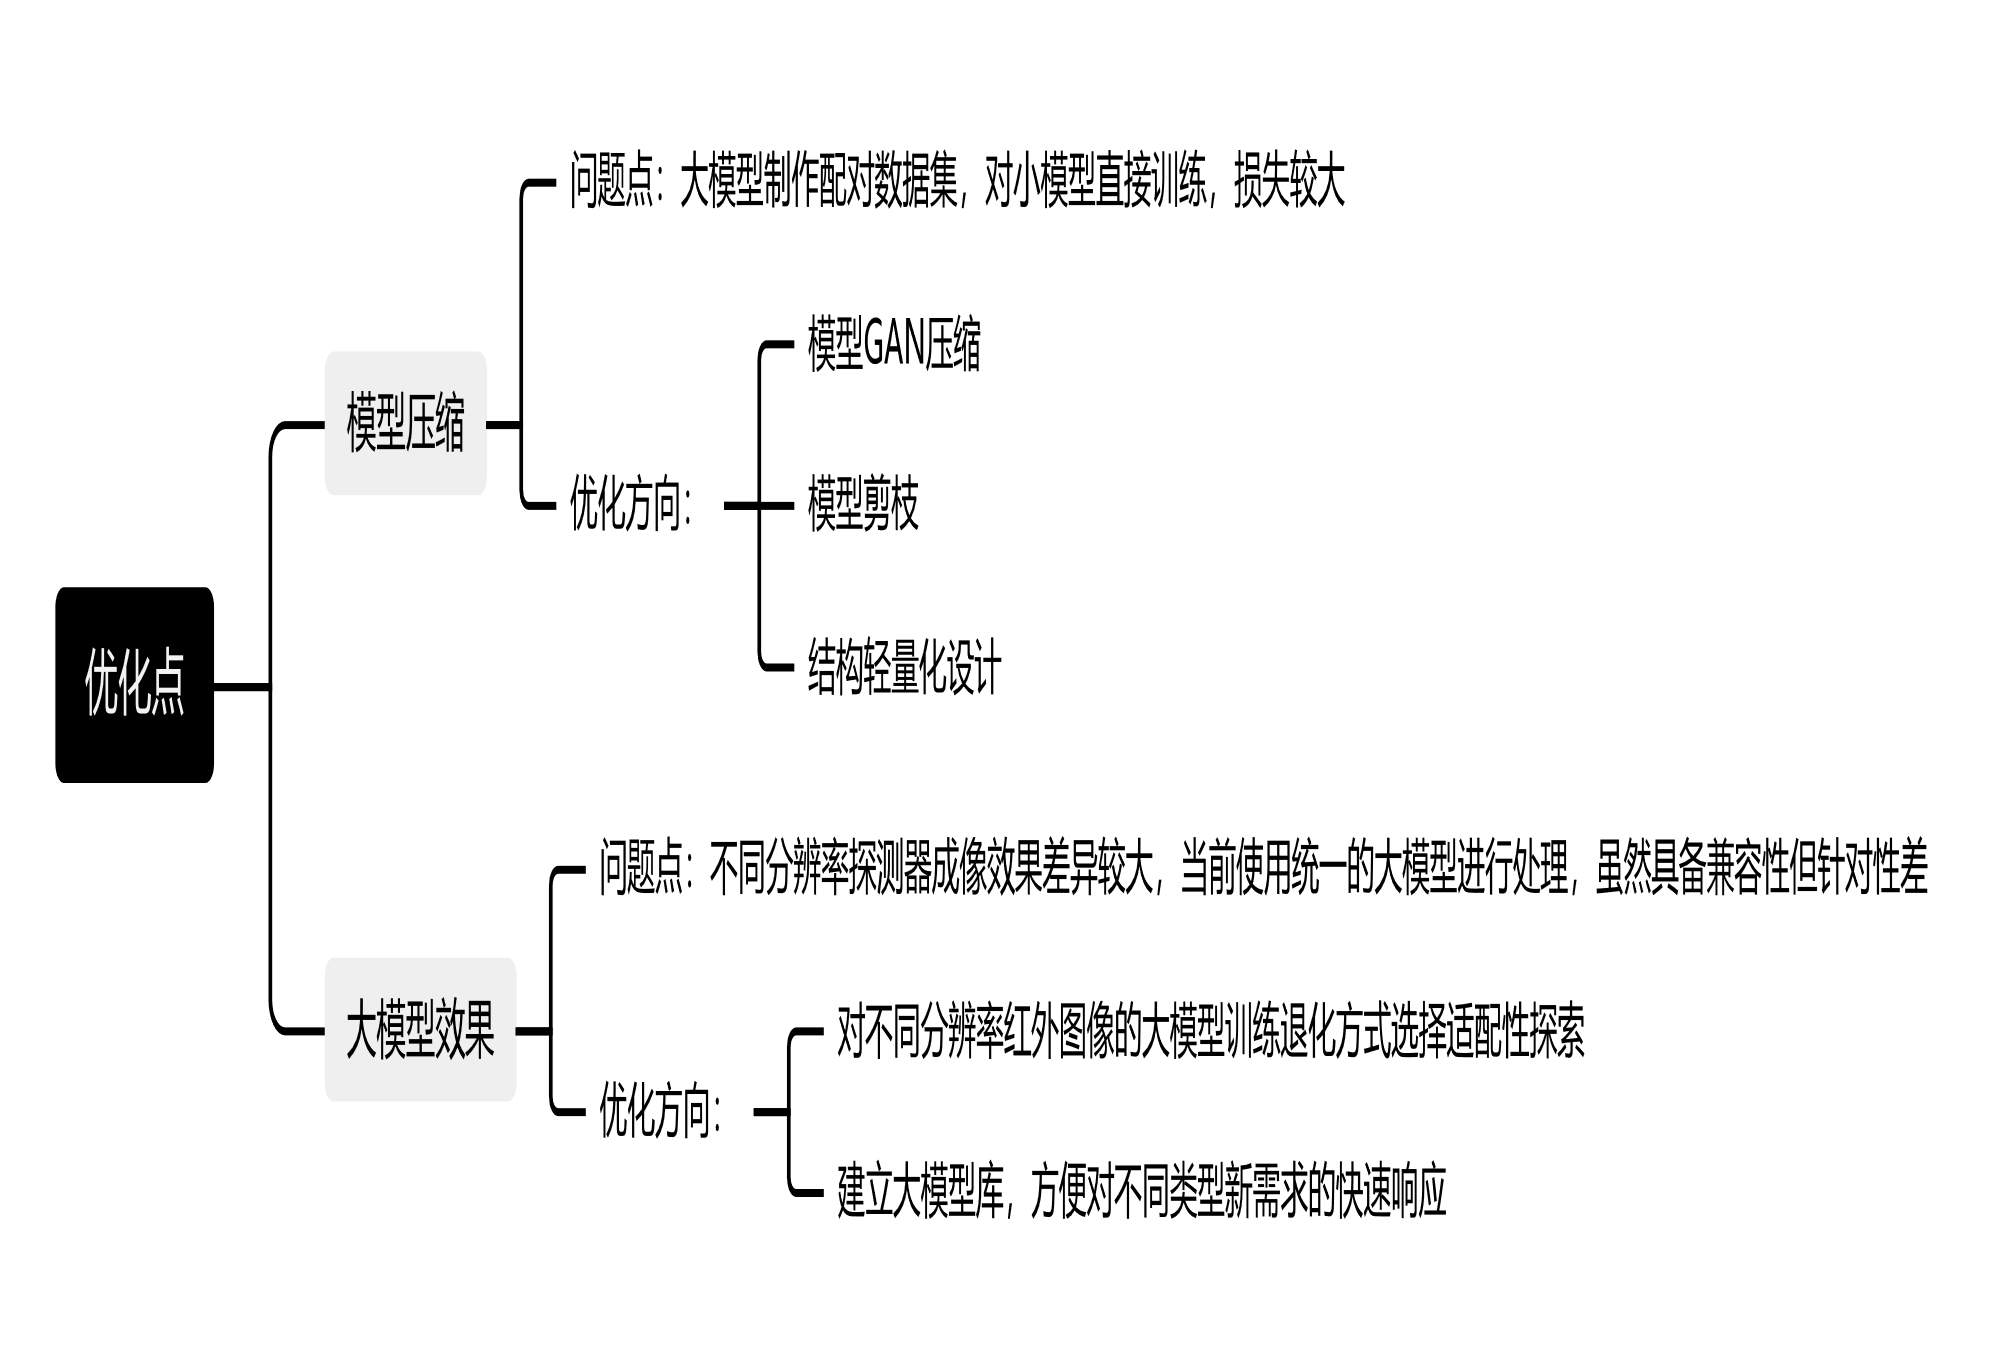 优化点
模型压缩
问题点：大模型制作配对数据集，对小模型直接训练，损失较大
优化方向：
模型GAN压缩
模型剪枝
结构轻量化设计
大模型效果
问题点：不同分辨率探测器成像效果差异较大，当前使用统一的大模型进行处理，虽然具备兼容性但针对性差
优化方向：
对不同分辨率红外图像的大模型训练退化方式选择适配性探索
建立大模型库，方便对不同类型新需求的快速响应